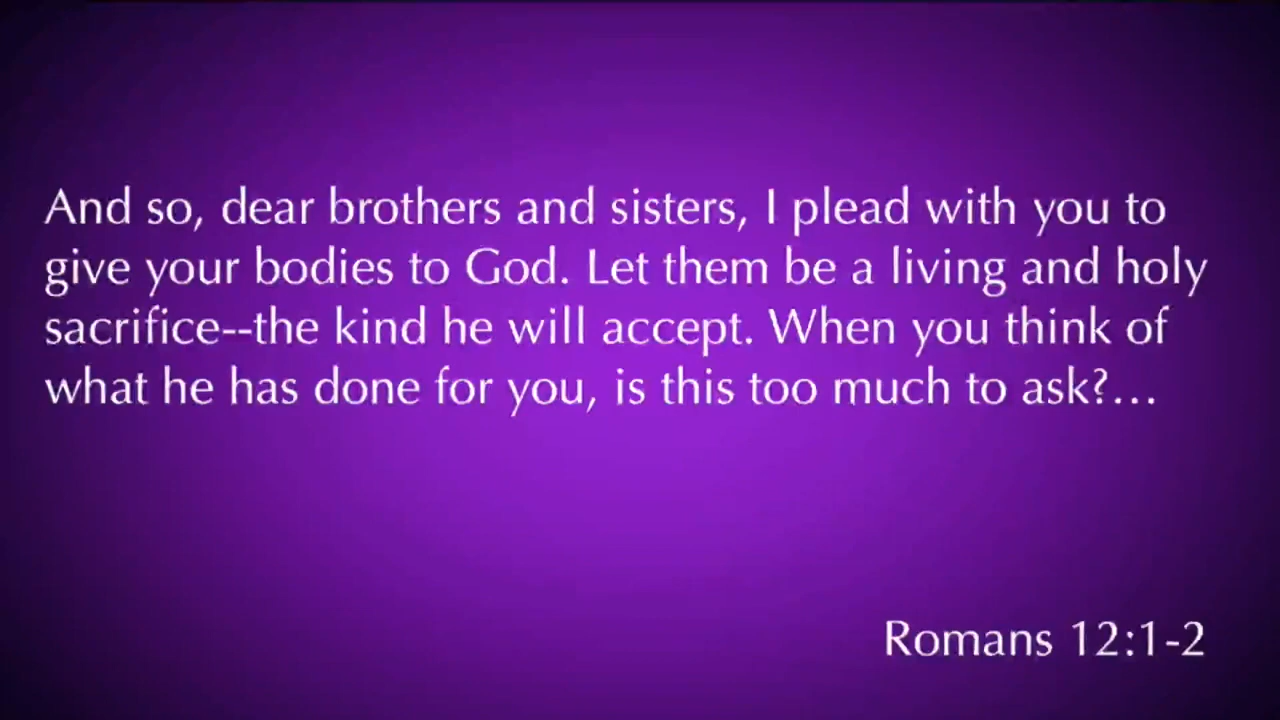 And so, dear brothers and sisters, I plead with you to
give your bodies to God. Let them be a living and holy
sacrifice--the kind he will accept. When you think of
what he has done for you, is this too much to ask?...
Romans 12:1-2